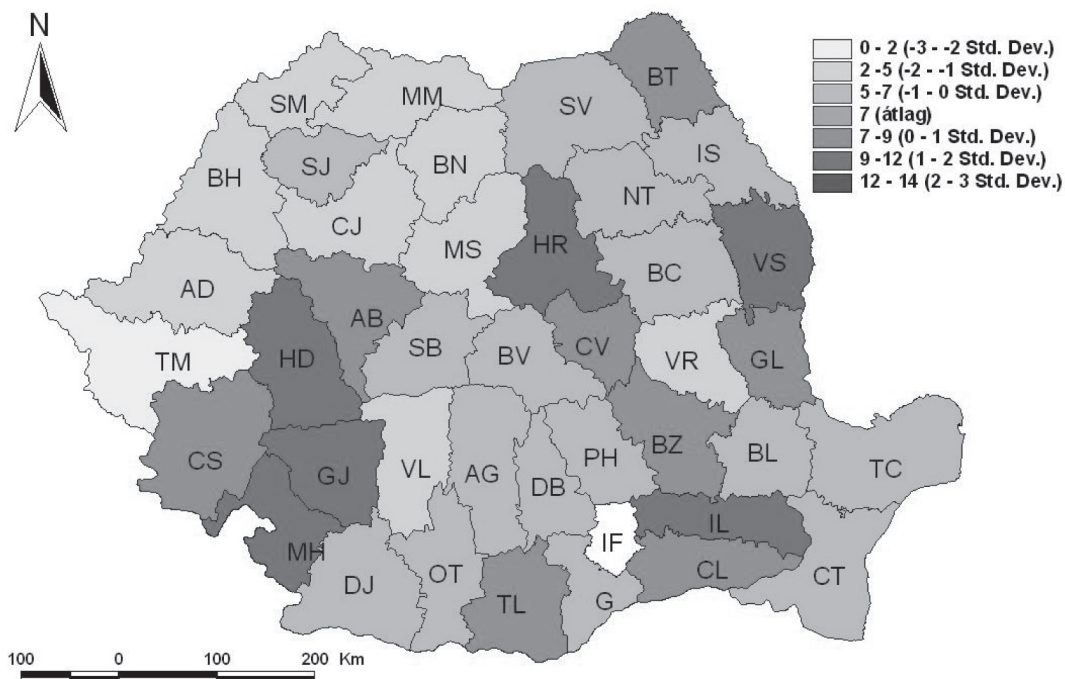 N
0 - 2 (-3 - -2 Std. Dev.)
2 -5 (-2 - -1 Std. Dev.)
5 -7 (-1 - 0 Std. Dev.)
7 (átlag)
7 -9 (0 - 1 Std. Dev.)
9 -12 (1 - 2 Std. Dev.)
12 - 14 (2 - 3 Std. Dev.)
BT
SM
MM
SV
IS
SJ
BN
BH
NT
CJ
MS
HR
BC
VS
AD
AB
SB
BV
CV
TM
HD
VR
GL
CS
GJ
VL
AG
DB
PH
BZ
BL
TC
IL
IF
MH
DJ
OT
TL
G
CL
CT
100 0 100 200 Km